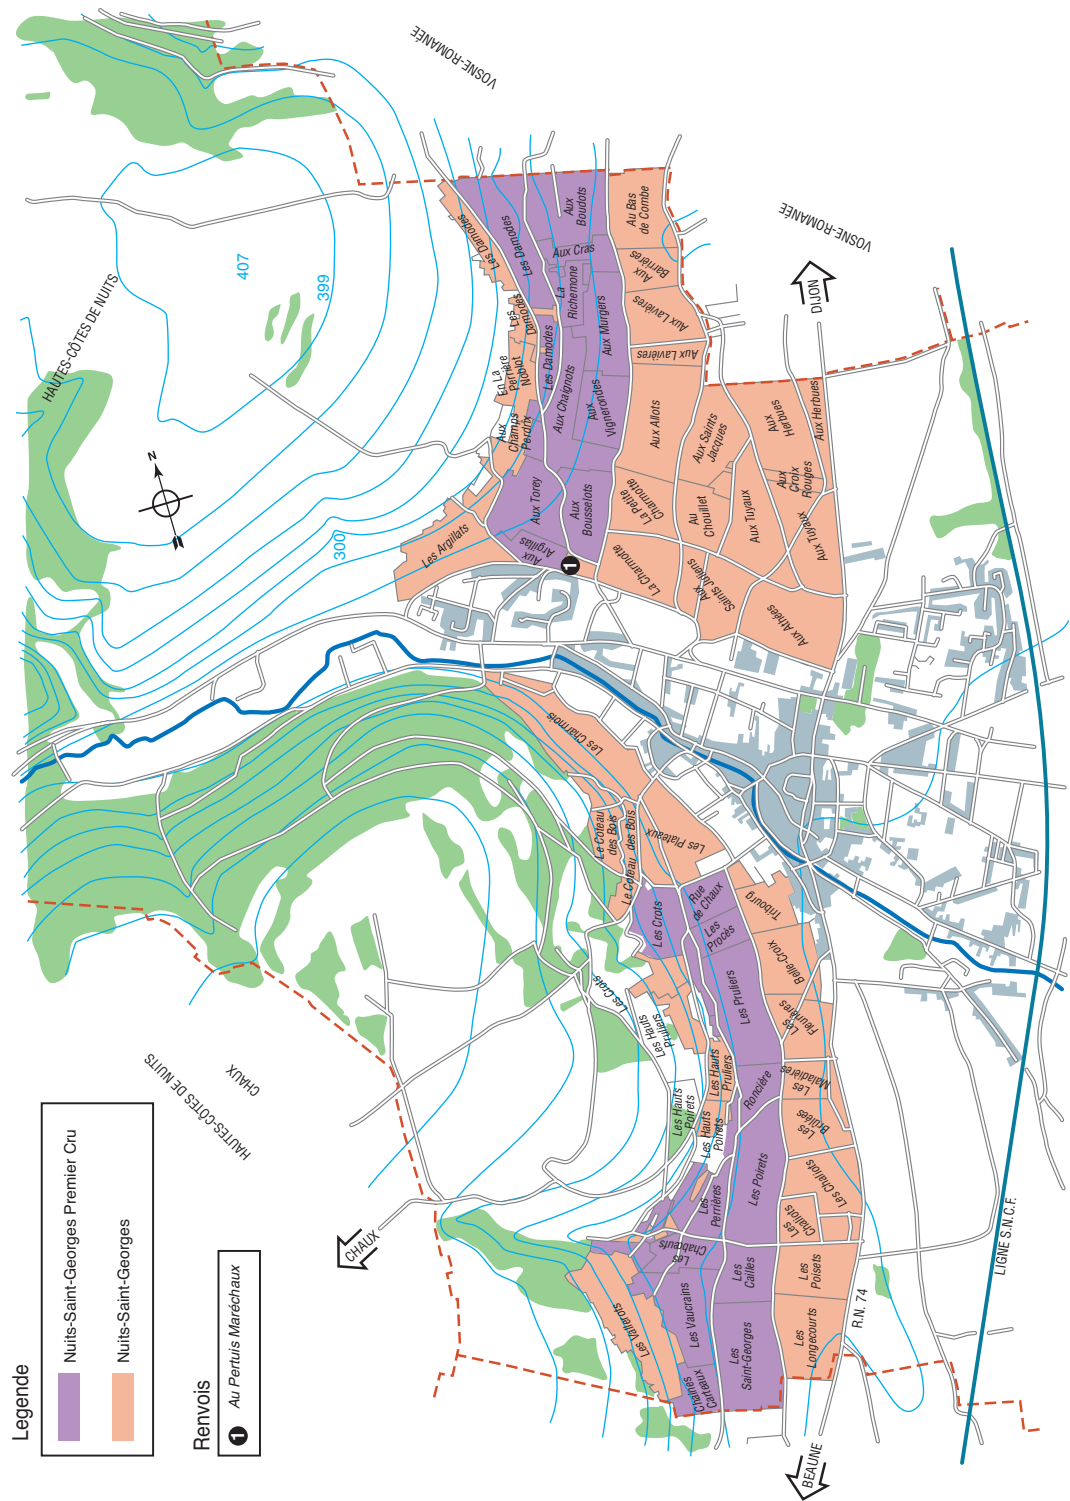 Legende
Nuits-Saint-Georges Premier Cru
Nuits-Saint-Georges
Renvois
1 Au Pertuis Maréchaux
HAUTES-CÔTES DE NUITS
CHAUX
CHAUX
HAUTES-CÔTES DE NUITS
N
407
399
300
VOSNE-ROMANÉE
VOSNE-ROMANÉE
DIJON
BEAUNE
R.N. 74
LIGNE S.N.C.F.
Les Vallerots
Chaînes
Carteaux
Les Vaucrains
Les
Saint-Georges
Les
Longecourts
Les
Chabœufs
Les
Cailles
Les
Poisets
Les
Perrières
Les Poirets
Les
Chaliots
Les Chaliots
Les Hauts
Poirets
Les Hauts
Poirets
Roncière
Les
Brûlées
Les
Maladières
Les Hauts
Pruliers
Les Hauts
Pruliers
Les Pruliers
Les
Fleurières
Les Crots
Les Crots
Les
Procès
Rue
de Chaux
Belle-Croix
Tribourg
Le Coteau
des Bois
Le Coteau des Bois
Les Plateaux
Les Charmois
Les Argillats
Aux
Argillas
1
Aux Torey
Aux
Bousselots
La Charmotte
La Petite
Charmotte
Aux
Saints Juliens
Aux Athées
Au
Chouillet
Aux Tuyaux
Aux Tuyaux
Aux
Croix
Rouges
Aux Saints
Jacques
Aux
Herbues
Aux Herbues
Aux Allots
Aux
Champs
Perdrix
En La
Perrière
Noblot
Les
Damodes
Les Damodes
Aux Chaignots
Aux
Vignerondes
Aux Murgers
La
Richemone
Aux Cras
Aux
Boudots
Les Damodes
Les Damodes
Aux Lavières
Aux Lavières
Aux
Barrières
Au Bas
de Combe